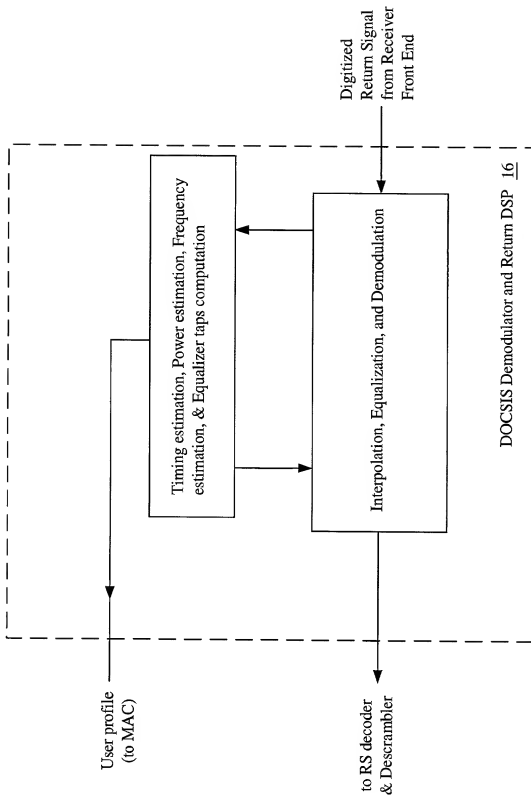 Digitized
Return Signal
from Receiver
Front End
Timing estimation, Power estimation, Frequency
estimation, & Equalizer taps computation
Interpolation, Equalization, and Demodulation
DOCSIS Demodulator and Return DSP 16
User profile
(to MAC)
to RS decoder
& Descrambler